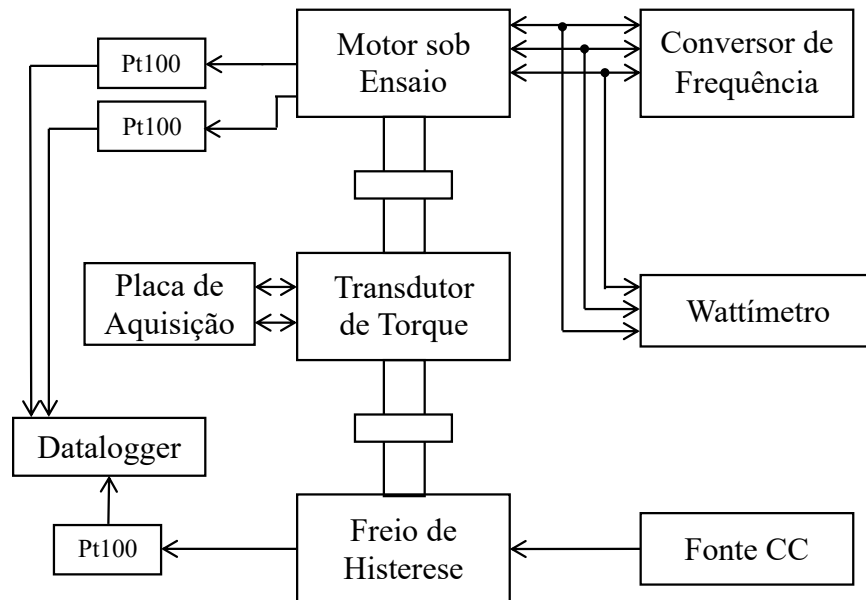 Motor sob
Ensaio
Conversor de
Frequência
Pt100
Pt100
Placa de
Aquisição
Transdutor
de Torque
Wattímetro
Datalogger
Pt100
Freio de
Histerese
Fonte CC